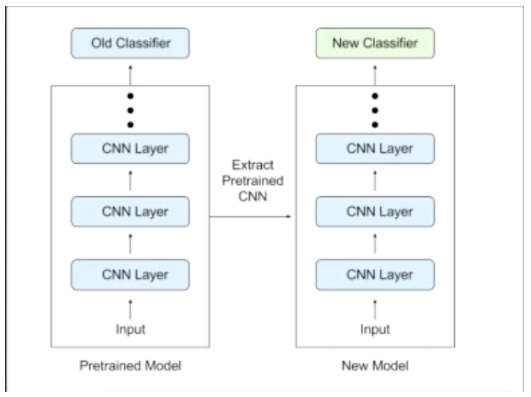 Old Classifier
New Classifier
CNN Layer
CNN Layer
CNN Layer
Input
Extract
Pretrained
CNN
CNN Layer
CNN Layer
CNN Layer
Input
Pretrained Model
New Model